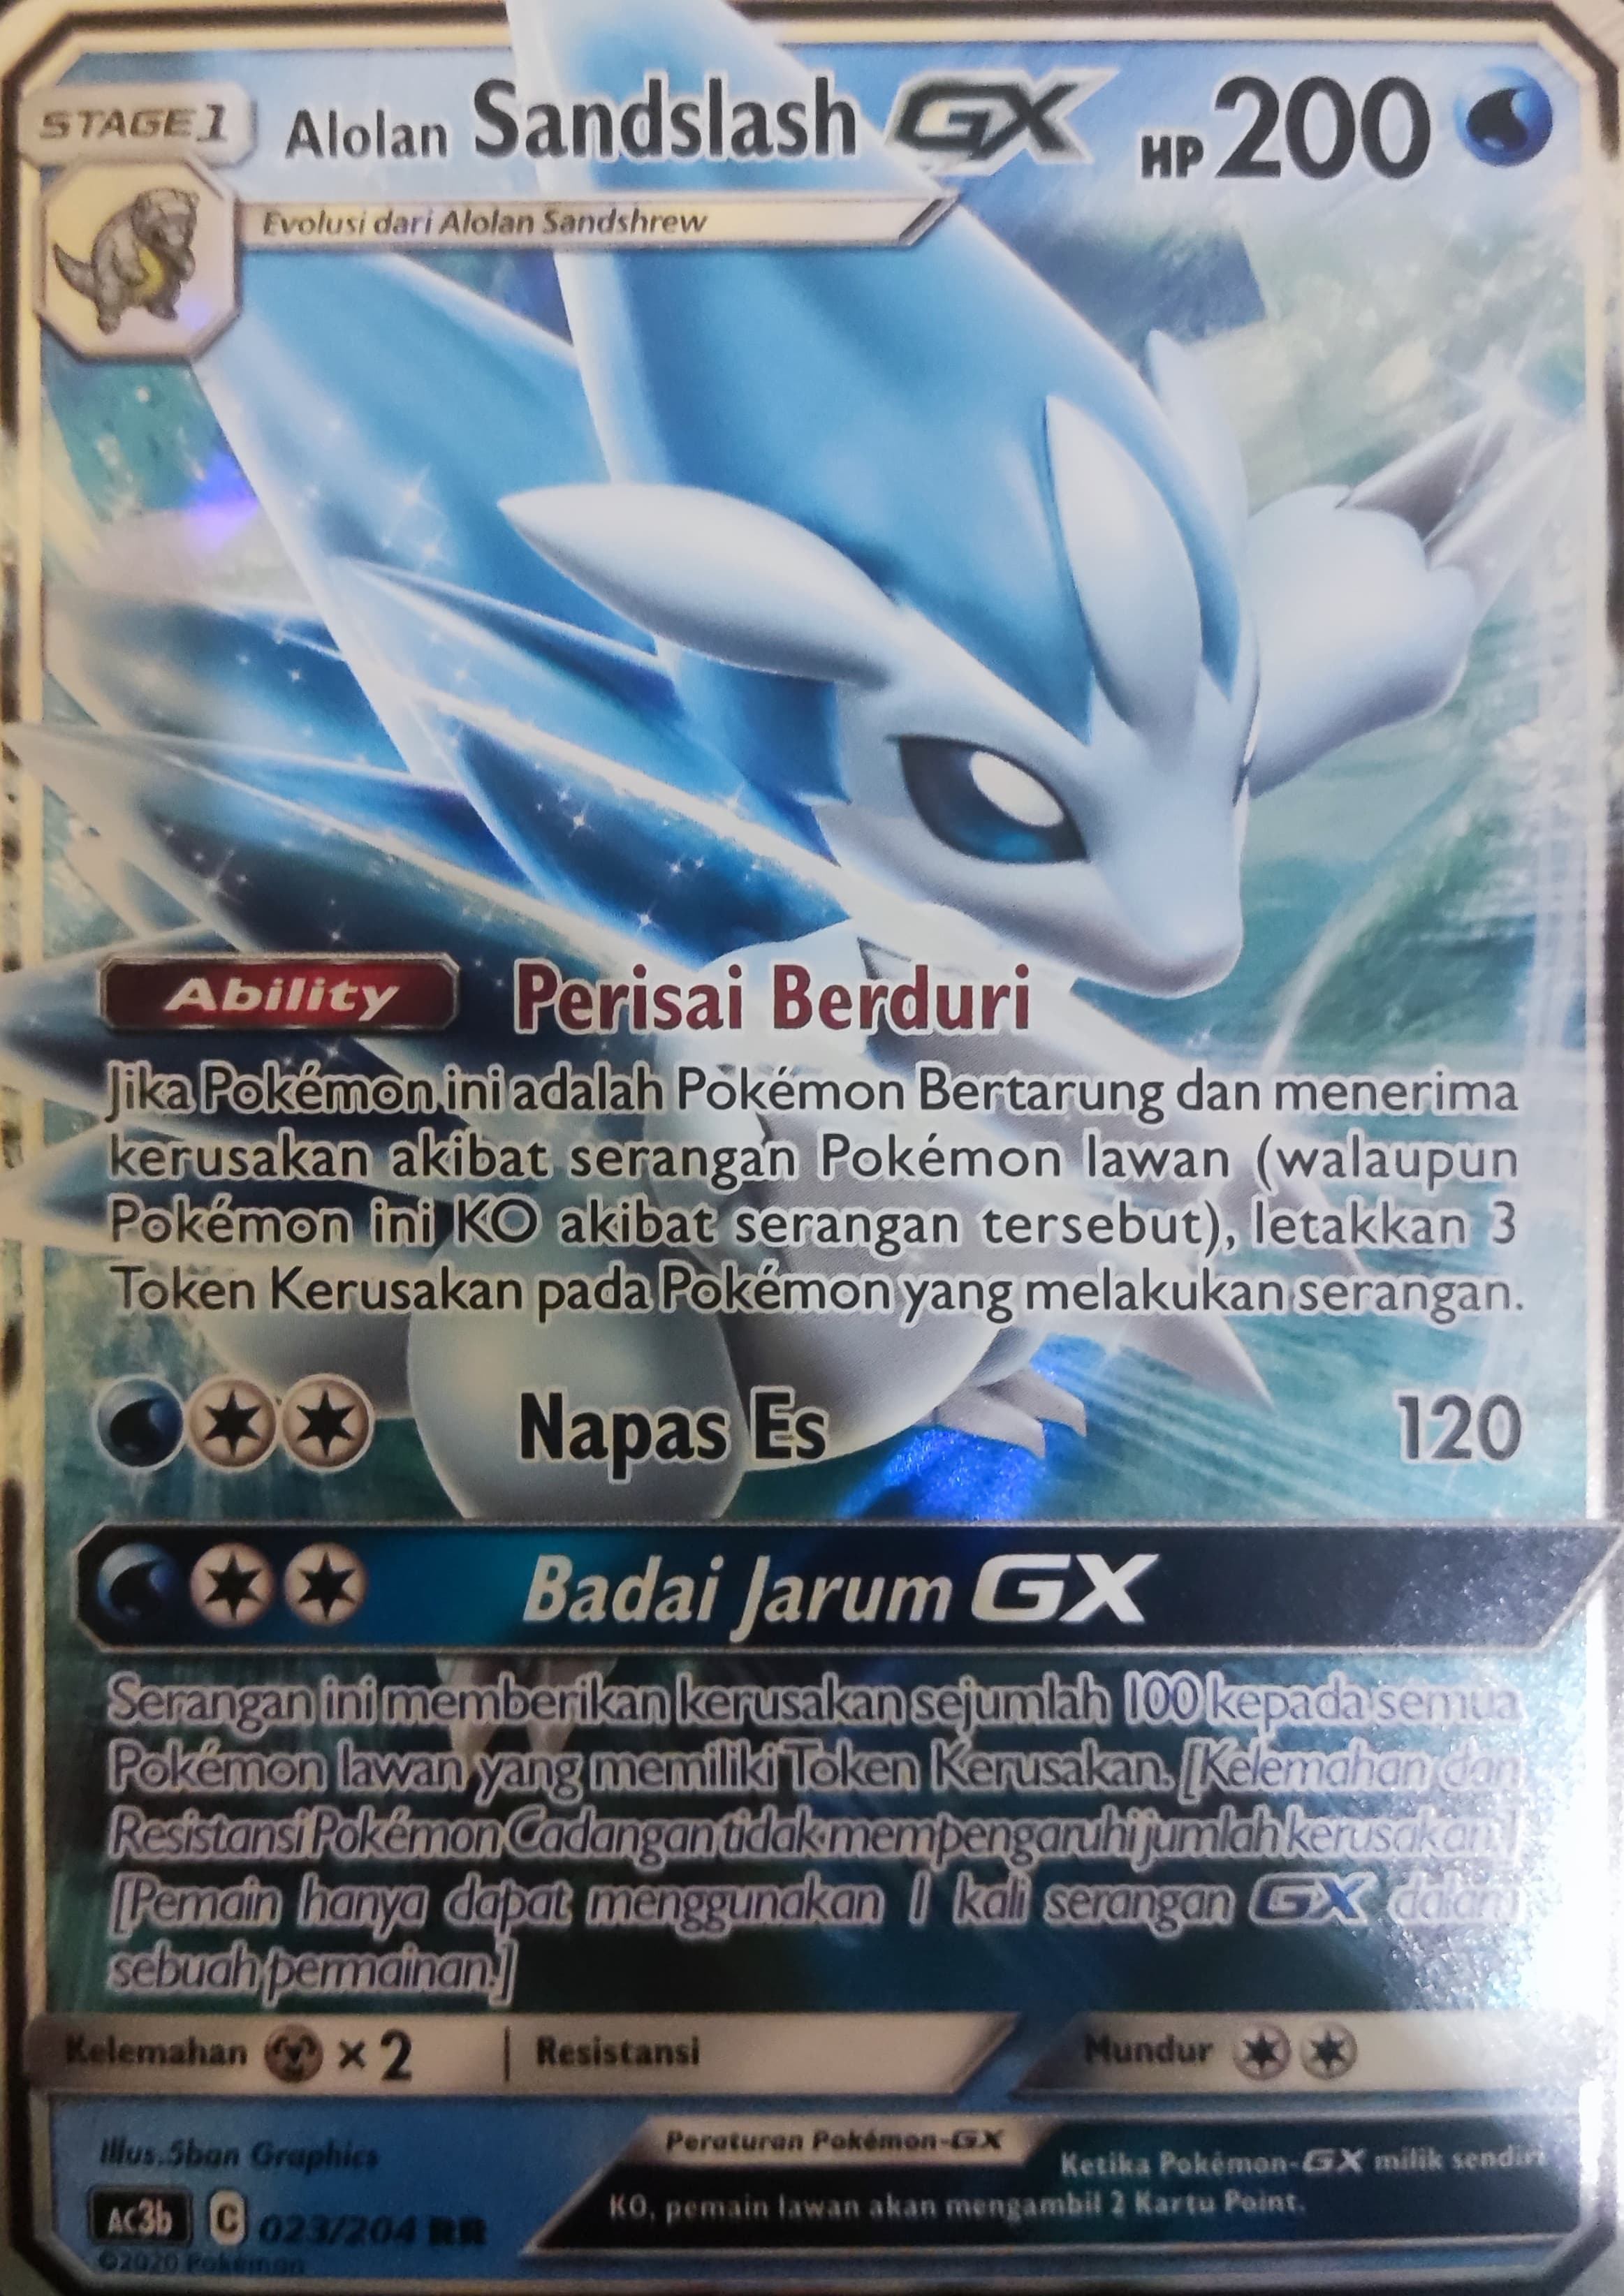 STAGE1 Alolan Sandslash GX HP 200
Evolusi dari Alolan Sandshrew
Ability Perisai Berduri
Jika Pokémon ini adalah Pokémon Bertarung dan menerima
kerusakan akibat serangan Pokémon lawan (walaupun
Pokémon ini KO akibat serangan tersebut), letakkan 3
Token Kerusakan pada Pokémon yang melakukan serangan.
Napas Es 120
Badai Jarum GX
Serangan ini memberikan kerusakan sejumlah 100 kepada semua
Pokémon lawan yang memiliki Token Kerusakan. [Kelemahan dan
Resistansi Pokémon Cadangan tidak mempengaruhi jumlah kerusakan.]
[Pemain hanya dapat menggunakan 1 kali serangan GX dalam
sebuah permainan.]
Kelemahan ×2 Resistansi Mundur
Illus.5ban Graphics
Peraturan Pokémon-GX
Ketika Pokémon-GX milik sendiri
KO, pemain lawan akan mengambil 2 Kartu Point.
AC3b C 023/204 RR
©2020 Pokémon